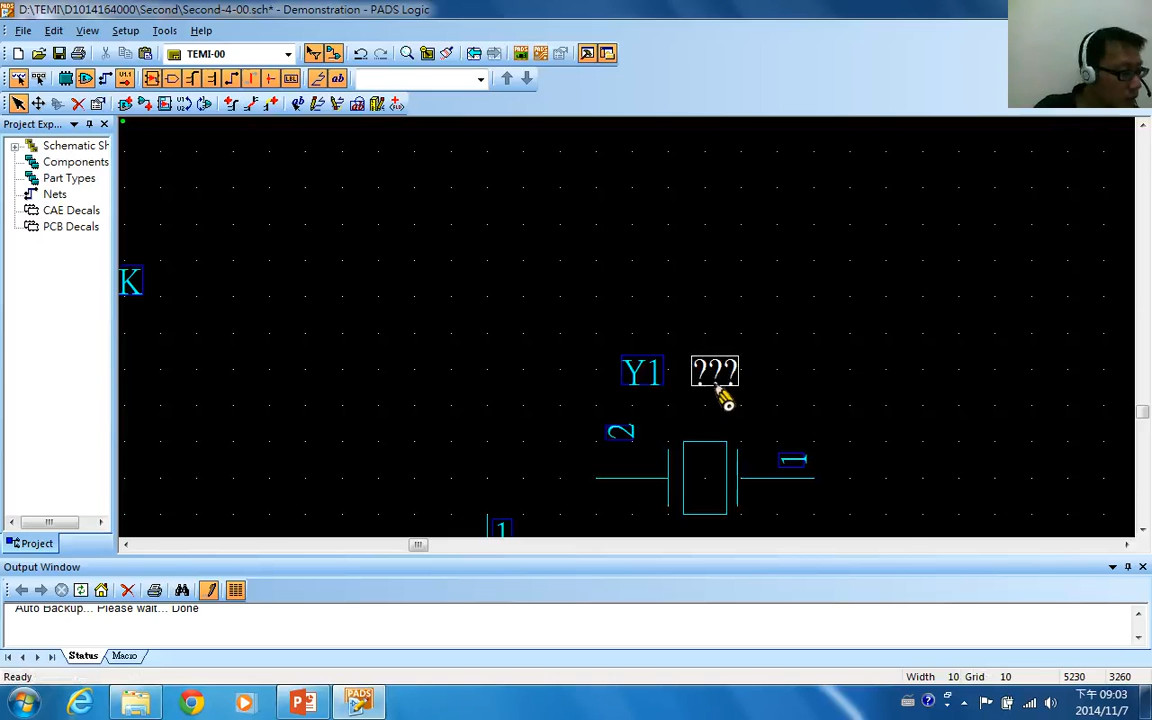 D:\TEMI\D1014164000\Second\Second-4-00.sch* - Demonstration - PADS Logic
File Edit View Setup Tools Help
TEMI-00
Project Exp...
Schematic Sh
Components
Part Types
Nets
CAE Decals
PCB Decals
K
Y1 ???
2
1
1
Project
Output Window
Auto Backup... Please wait... Done
Status Macro
Ready Width 10 Grid 10 5230 3260
下午 09:03
2014/11/7